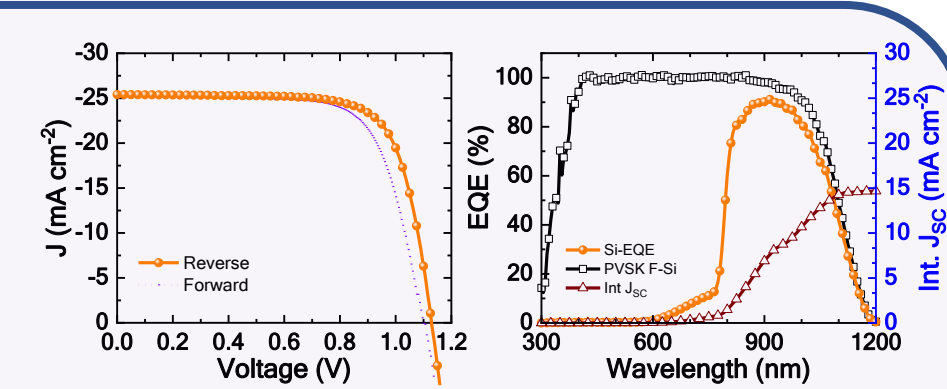 -30
-25
-20
-15
-10
-5
0
J (mA cm-2)
Reverse
Forward
0.0 0.2 0.4 0.6 0.8 1.0 1.2
Voltage (V)
100
80
60
40
20
0
EQE (%)
Si-EQE
PVSK F-Si
Int JSC
300 600 900 1200
Wavelength (nm)
30
25
20
15
10
5
0
Int. JSC (mA cm-2)